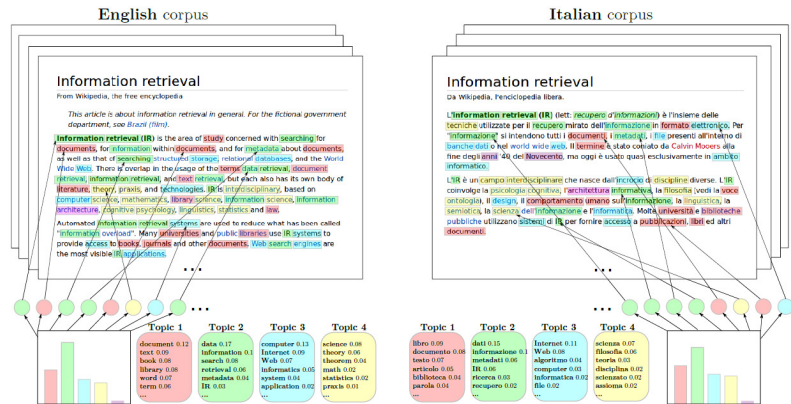 English corpus
Information retrieval
From Wikipedia, the free encyclopedia
This article is about information retrieval in general. For the fictional government
department, see Brazil (film).
Information retrieval (IR) is the area of study concerned with searching for
documents, for information within documents, and for metadata about documents,
as well as that of searching structured storage, relational databases, and the World
Wide Web. There is overlap in the usage of the terms data retrieval, document
retrieval, information retrieval, and text retrieval, but each also has its own body of
literature, theory, praxis, and technologies. IR is interdisciplinary, based on
computer science, mathematics, library science, information science, information
architecture, cognitive psychology, linguistics, statistics and law.
Automated information retrieval systems are used to reduce what has been called
"information overload". Many universities and public libraries use IR systems to
provide access to books, journals and other documents. Web search engines are
the most visible IR applications.
...
...
Topic 1
document 0.12
text 0.09
book 0.08
library 0.08
word 0.07
term 0.06
...
Topic 2
data 0.17
information 0.1
search 0.08
retrieval 0.06
metadata 0.04
IR 0.03
...
Topic 3
computer 0.13
Internet 0.09
Web 0.07
informatics 0.05
system 0.04
application 0.02
...
Topic 4
science 0.08
theory 0.06
theorem 0.04
math 0.02
statistics 0.02
praxis 0.01
...
Italian corpus
Information retrieval
Da Wikipedia, l'enciclopedia libera.
L'Information retrieval (IR) (lett: recupero d'informazioni) è l'insieme delle
tecniche utilizzate per il recupero mirato dell'informazione in formato elettronico. Per
"informazione" si intendono tutti i documenti, i metadati, i file presenti all'interno di
banche dati o nel world wide web. Il termine è stato coniato da Calvin Mooers alla
fine degli anni '40 del Novecento, ma oggi è usato quasi esclusivamente in ambito
informatico.
L'IR è un campo interdisciplinare che nasce dall'incrocio di discipline diverse. L'IR
coinvolge la psicologia cognitiva, l'architettura informativa, la filosofia (vedi la voce
ontologia), il design, il comportamento umano sull'informazione, la linguistica, la
semiotica, la scienza dell'informazione e l'informatica. Molte università e biblioteche
pubbliche utilizzano sistemi di IR per fornire accesso a pubblicazioni, libri ed altri
documenti.
...
...
Topic 1
libro 0.09
documento 0.08
testo 0.07
articolo 0.05
biblioteca 0.04
parola 0.04
...
Topic 2
dati 0.15
informazione 0.1
metadati 0.06
IR 0.06
ricerca 0.03
recupero 0.02
...
Topic 3
Internet 0.11
Web 0.08
algoritmo 0.04
computer 0.03
informatica 0.02
file 0.02
...
Topic 4
scienza 0.07
filosofia 0.06
teoria 0.03
disciplina 0.02
scienziato 0.02
assioma 0.02
...